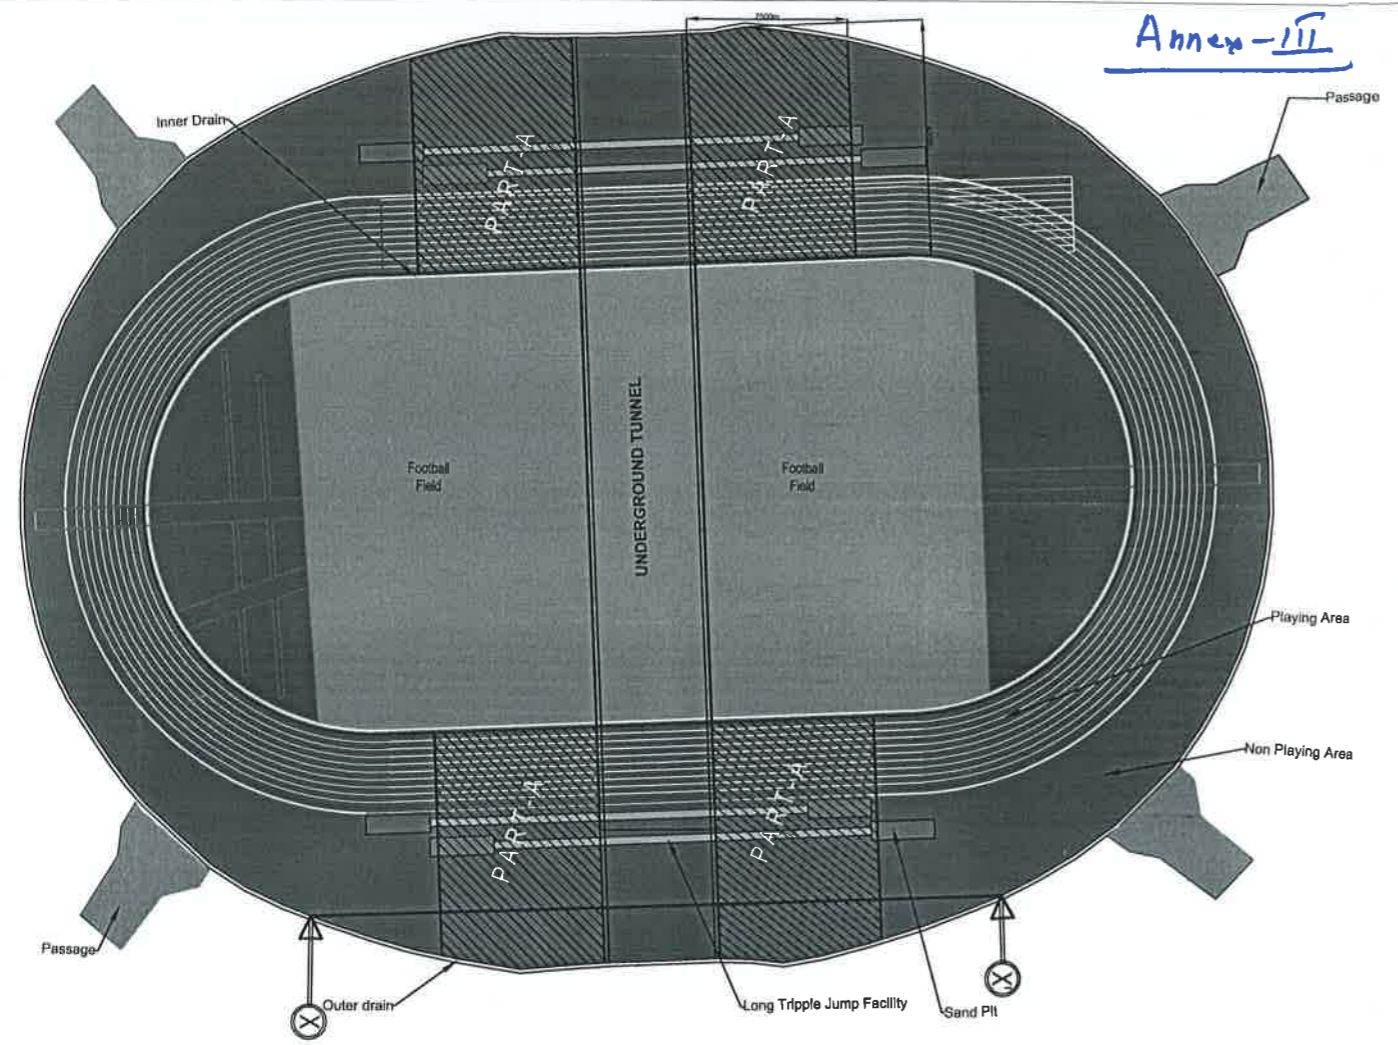 Annex-III
7500m
Passage
Inner Drain
PART-A
PART-A
Football
Field
UNDERGROUND TUNNEL
Football
Field
Playing Area
Non Playing Area
PART-A
PART-A
Passage
Outer drain
Long Tripple Jump Facility
Sand Pit
X
X